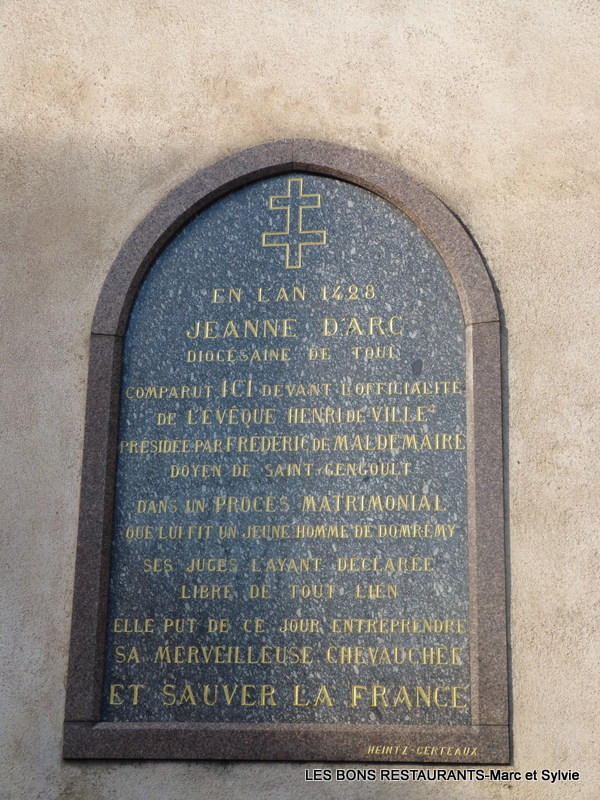 EN L'AN 1428
JEANNE D'ARC
DIOCÉSAINE DE TOUL
COMPARUT ICI DEVANT L'OFFICIALITÉ
DE L'ÉVÊQUE HENRI DE VILLE
PRÉSIDÉE PAR FRÉDÉRIC DE MALDEMAIRE
DOYEN DE SAINT-GENGOULT
DANS UN PROCÈS MATRIMONIAL
QUE LUI FIT UN JEUNE HOMME DE DOMREMY
SES JUGES L'AYANT DÉCLARÉE
LIBRE DE TOUT LIEN
ELLE PUT DE CE JOUR ENTREPRENDRE
SA MERVEILLEUSE CHEVAUCHÉE
ET SAUVER LA FRANCE
HEINTZ-CERTEAUX
LES BONS RESTAURANTS-Marc et Sylvie